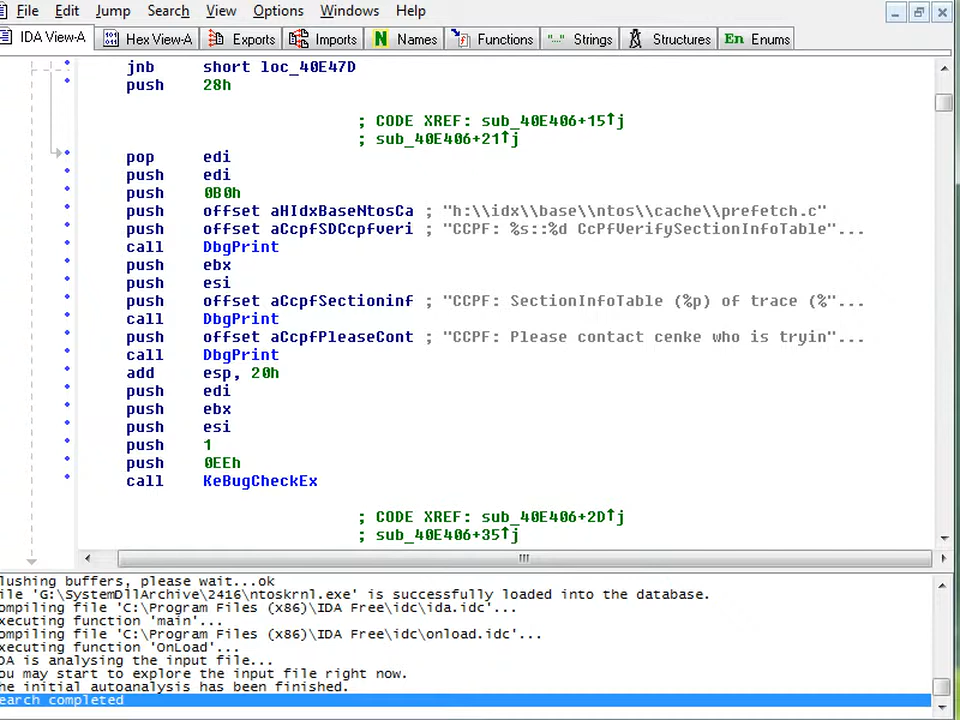 File Edit Jump Search View Options Windows Help
IDA View-A Hex View-A Exports Imports N Names Functions "..." Strings Structures En Enums
jnb short loc_40E47D
push 28h
; CODE XREF: sub_40E406+15↑j
; sub_40E406+21↑j
pop edi
push edi
push 0B0h
push offset aHIdxBaseNtosCa ; "h:\\idx\\base\\ntos\\cache\\prefetch.c"
push offset aCcpfSDCcpfveri ; "CCPF: %s::%d CcPfVerifySectionInfoTable"...
call DbgPrint
push ebx
push esi
push offset aCcpfSectioninf ; "CCPF: SectionInfoTable (%p) of trace (%"...
call DbgPrint
push offset aCcpfPleaseCont ; "CCPF: Please contact cenke who is tryin"...
call DbgPrint
add esp, 20h
push edi
push ebx
push esi
push 1
push 0EEh
call KeBugCheckEx
; CODE XREF: sub_40E406+2D↑j
; sub_40E406+35↑j
lushing buffers, please wait...ok
ile 'G:\SystemDllArchive\2416\ntoskrnl.exe' is successfully loaded into the database.
ompiling file 'C:\Program Files (x86)\IDA Free\idc\ida.idc'...
xecuting function 'main'...
ompiling file 'C:\Program Files (x86)\IDA Free\idc\onload.idc'...
xecuting function 'OnLoad'...
DA is analysing the input file...
ou may start to explore the input file right now.
he initial autoanalysis has been finished.
earch completed